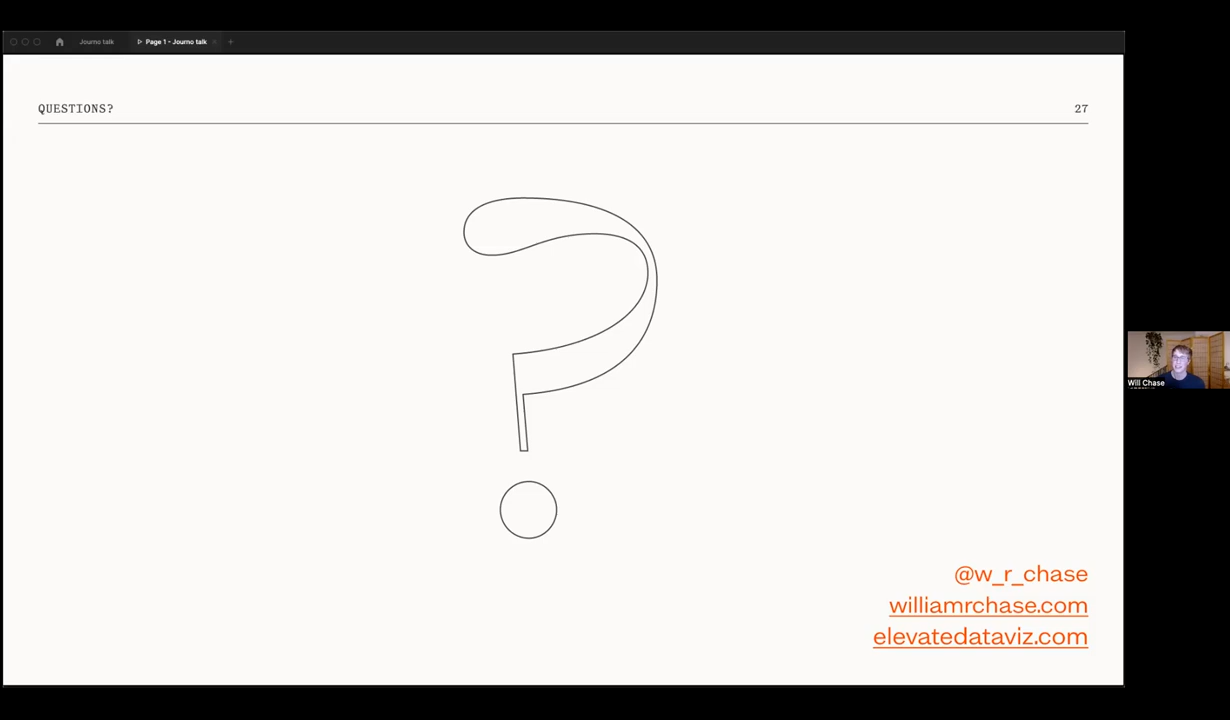 Journo talk
Page 1 - Journo talk
QUESTIONS?
27
?
Will Chase
@w_r_chase
williamrchase.com
elevatedataviz.com